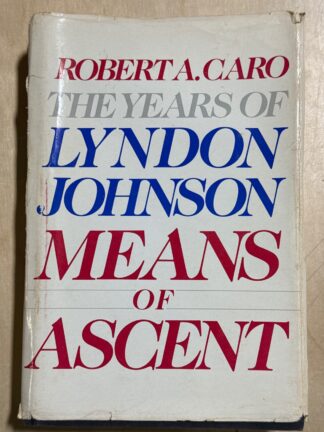 ROBERT A. CARO
THE YEARS OF
LYNDON
JOHNSON
MEANS
OF
ASCENT